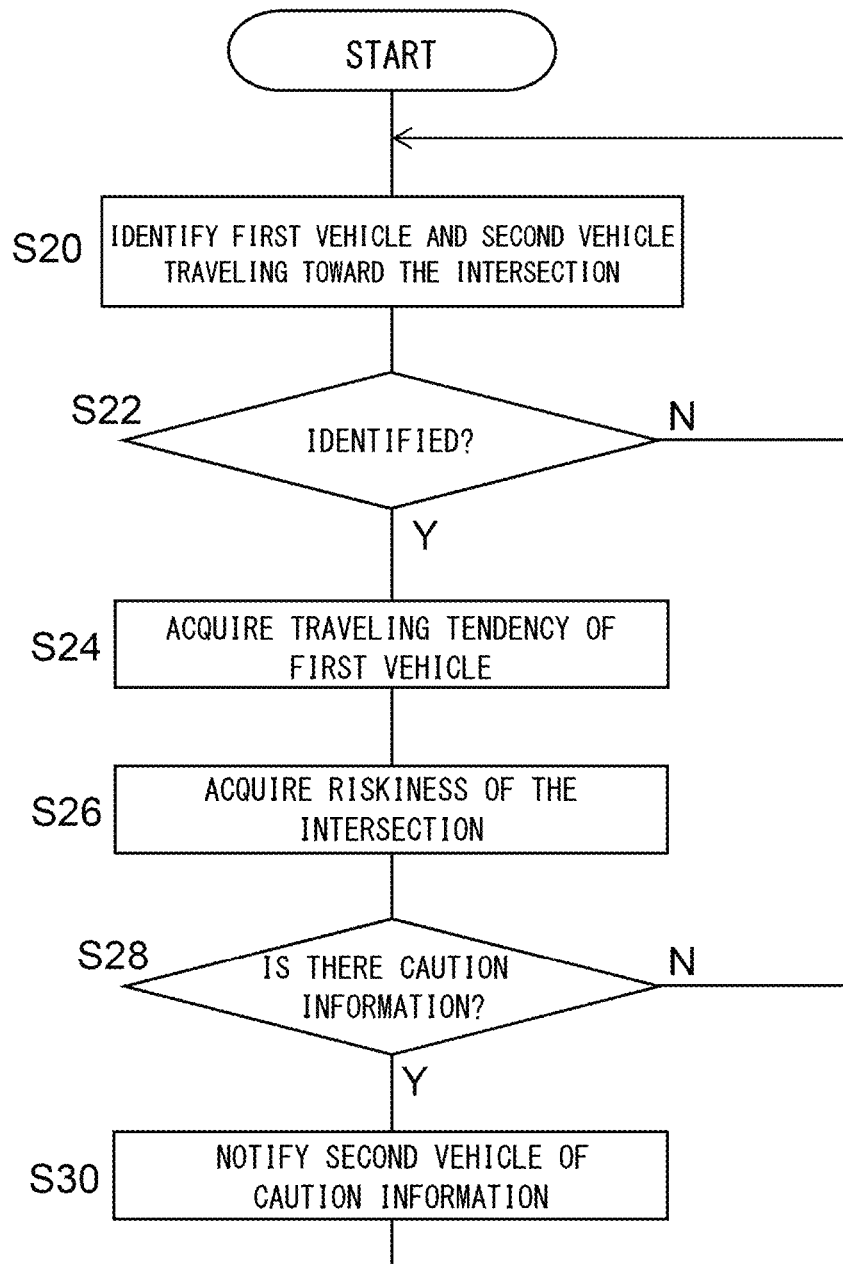 START
S20
IDENTIFY FIRST VEHICLE AND SECOND VEHICLE
TRAVELING TOWARD THE INTERSECTION
S22
IDENTIFIED?
N
Y
S24
ACQUIRE TRAVELING TENDENCY OF
FIRST VEHICLE
S26
ACQUIRE RISKINESS OF THE
INTERSECTION
S28
IS THERE CAUTION
INFORMATION?
N
Y
S30
NOTIFY SECOND VEHICLE OF
CAUTION INFORMATION